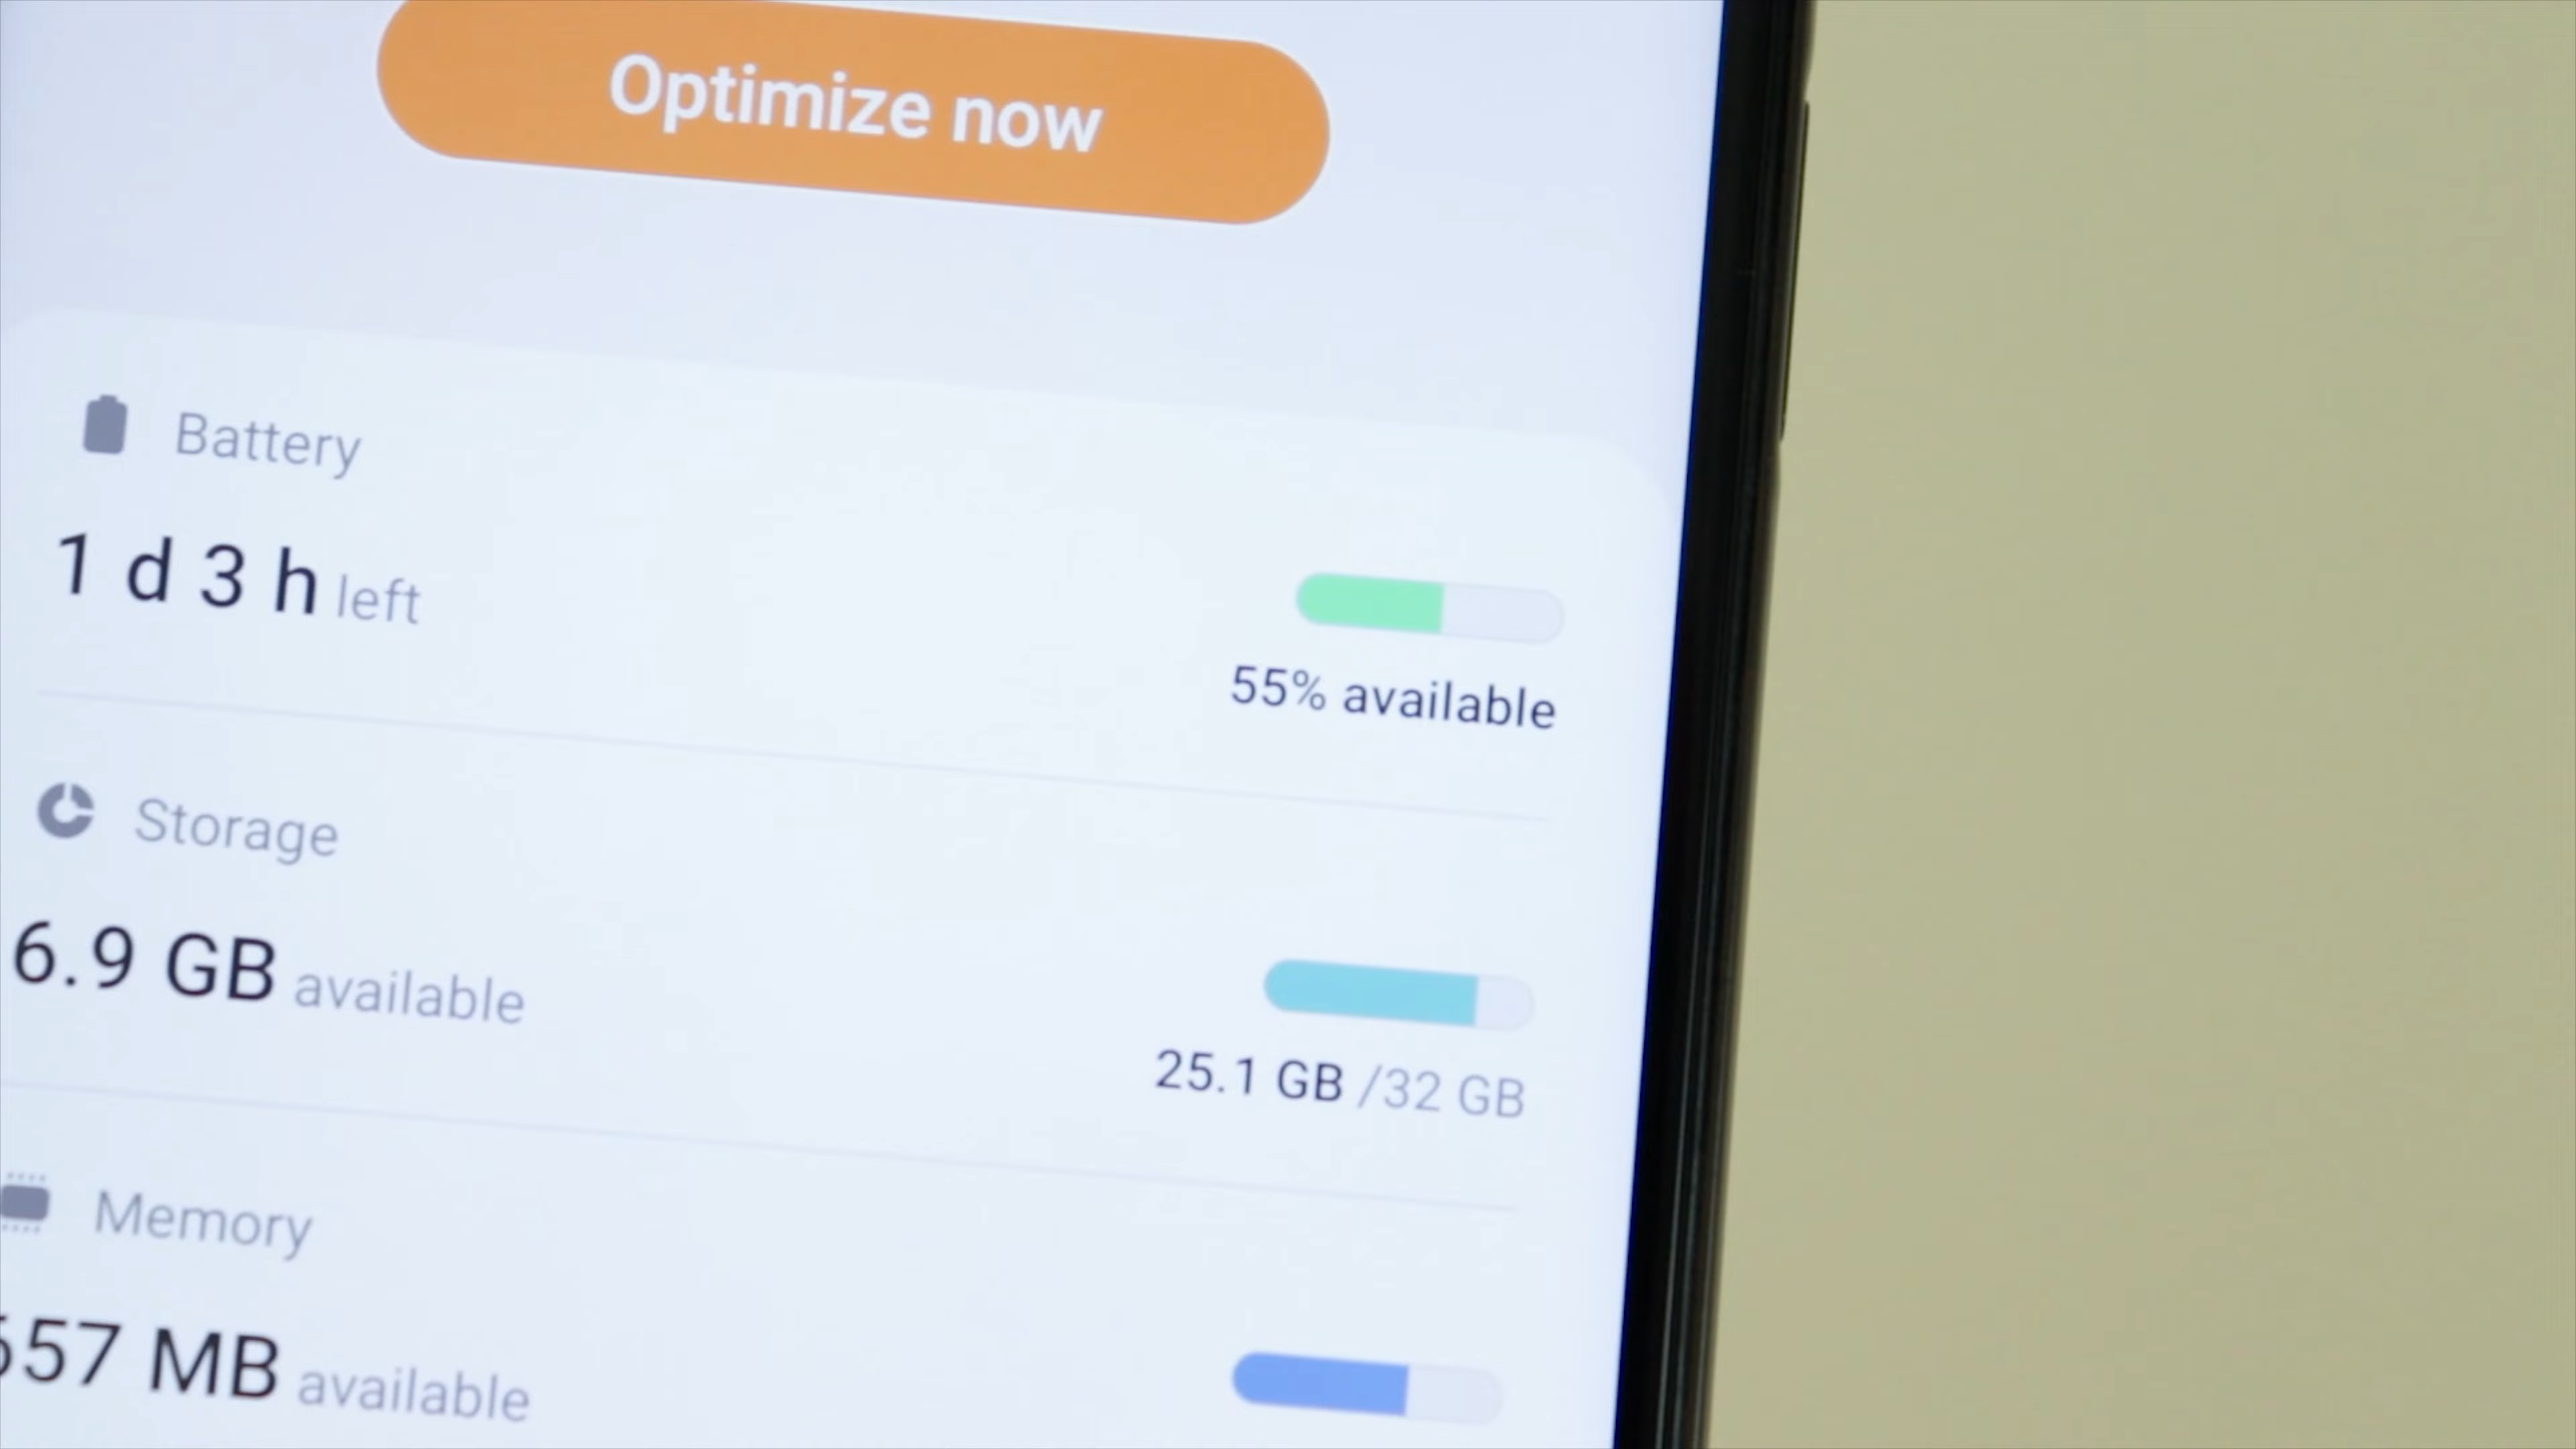 Optimize now
Battery
1 d 3 h left
55% available
Storage
6.9 GB available
25.1 GB /32 GB
Memory
657 MB available